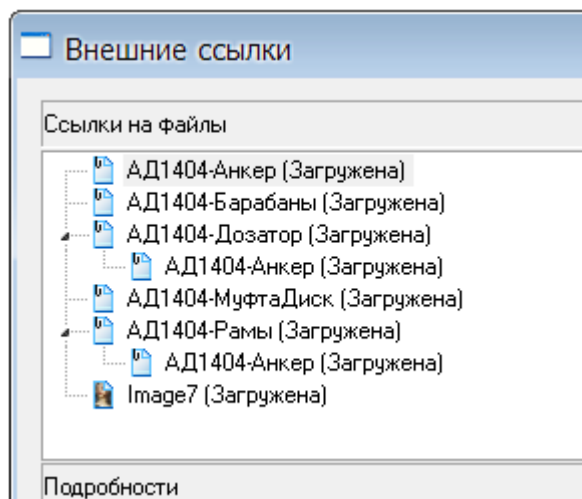 Внешние ссылки
Ссылки на файлы
АД1404-Анкер (Загружена)
АД1404-Барабаны (Загружена)
АД1404-Дозатор (Загружена)
АД1404-Анкер (Загружена)
АД1404-МуфтаДиск (Загружена)
АД1404-Рамы (Загружена)
АД1404-Анкер (Загружена)
Image7 (Загружена)
Подробности